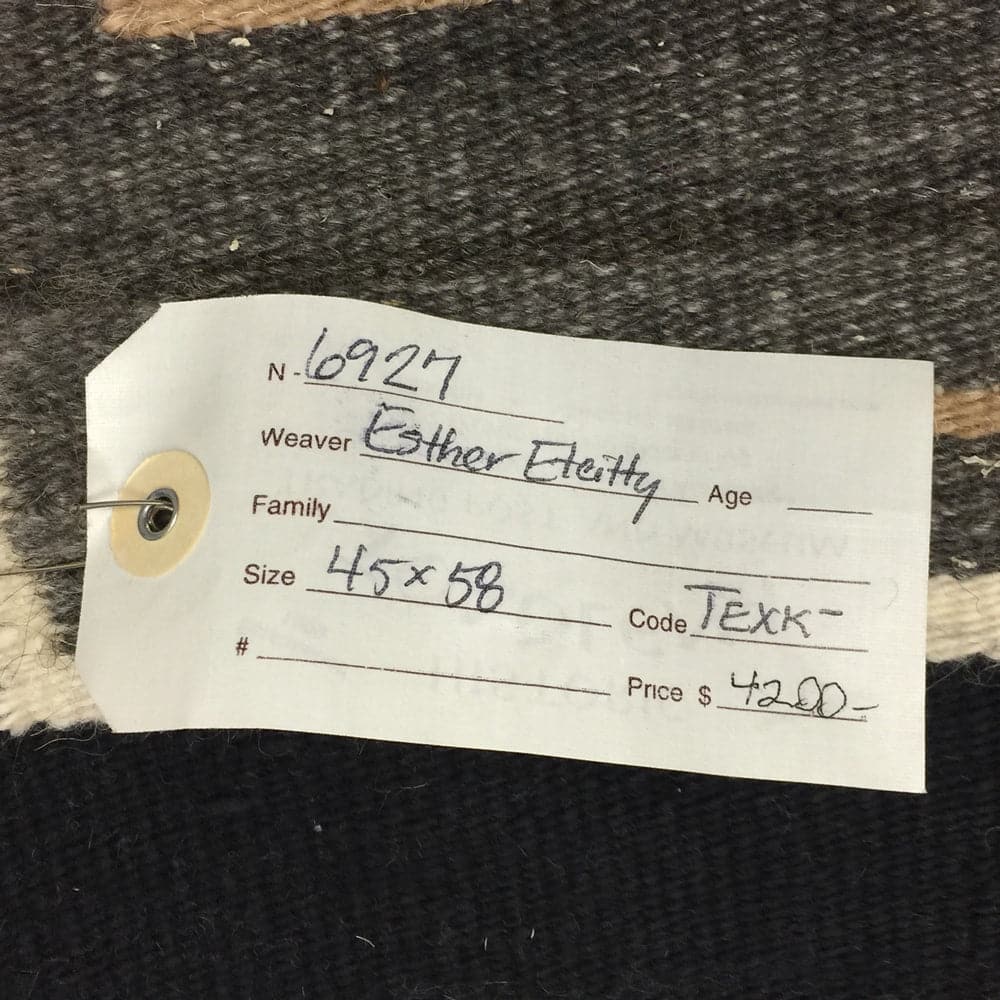 N-6927
Weaver Esther Etcitty Age
Family
Size 45x58 Code TEXK-
# Price $ 4200-